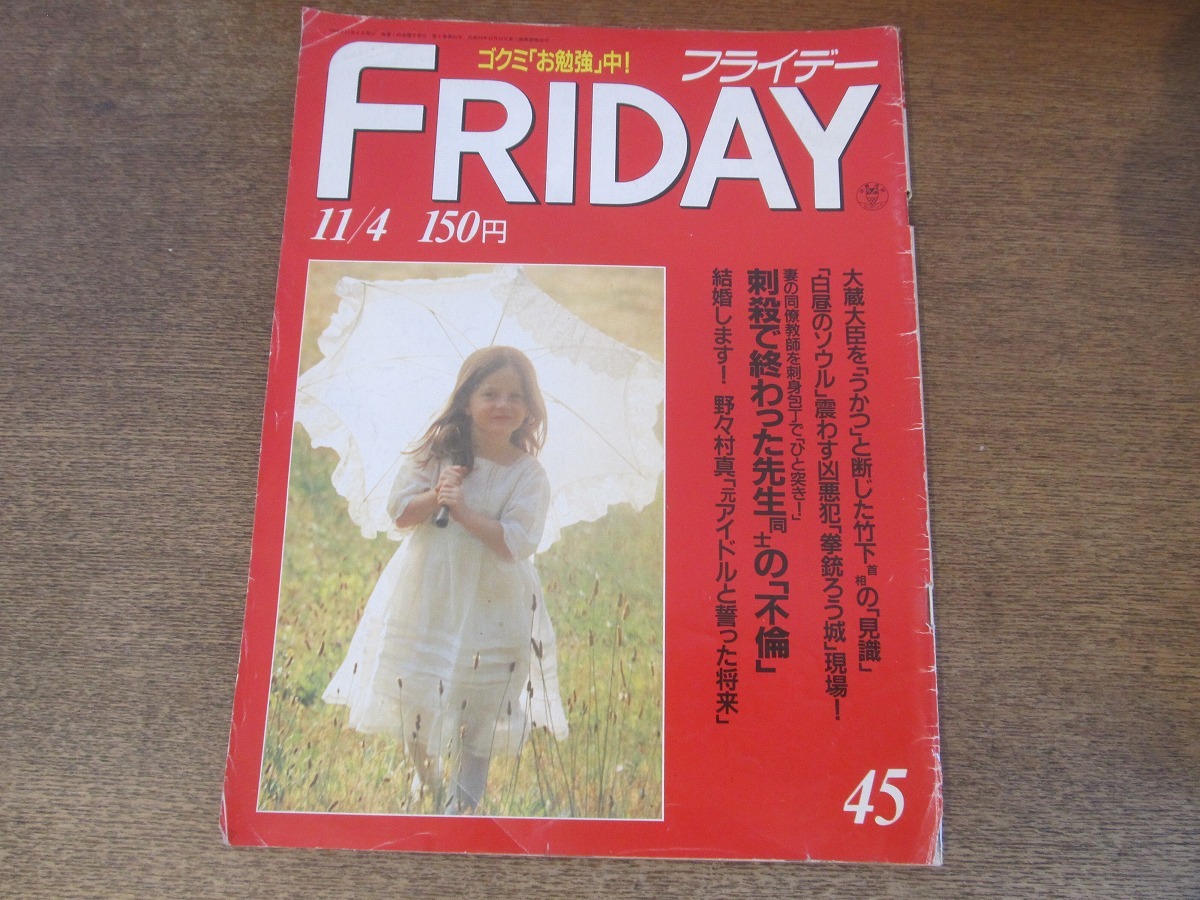 ゴクミ「お勉強」中!
フライデー
FRIDAY
11/4 150円
大蔵大臣を「うかつ」と断じた竹下首相の「見識」
「白昼のソウル」震わす凶悪犯「拳銃ろう城」現場!
妻の同僚教師を刺身包丁で「ひと突き!」
刺殺で終わった先生同士の「不倫」
結婚します! 野々村真「元アイドルと誓った将来」
45